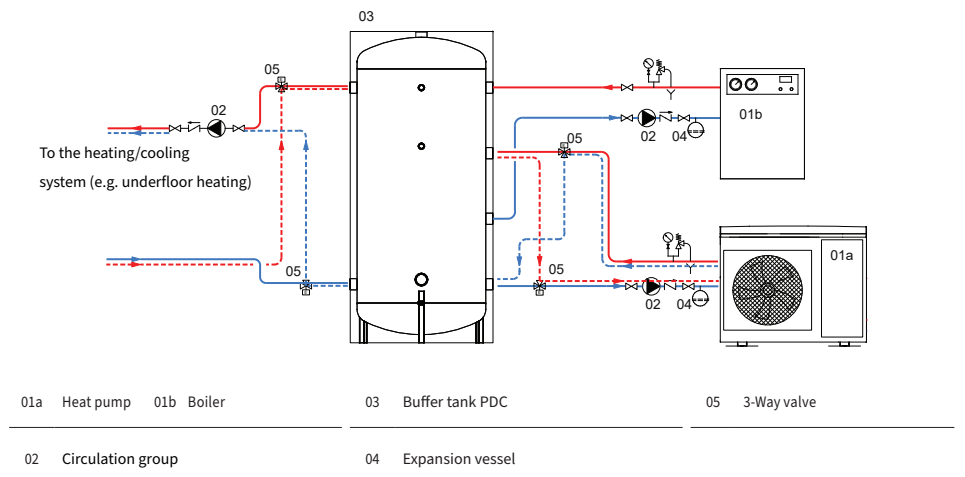 03
05
02
To the heating/cooling
system (e.g. underfloor heating)
05
01b
02 04
05
05
01a
02 04
01a Heat pump 01b Boiler
03 Buffer tank PDC
05 3-Way valve
02 Circulation group
04 Expansion vessel